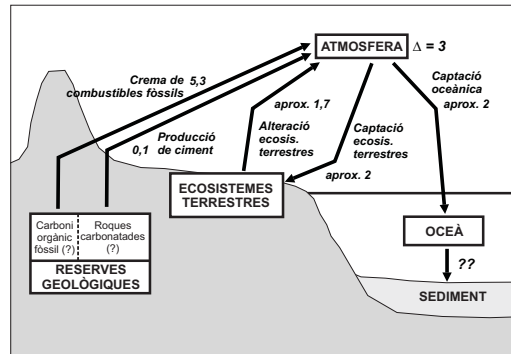 ATMOSFERA Δ = 3
Crema de 5,3
combustibles fòssils
Captació
oceànica
aprox. 2
aprox. 1,7
Alteració
ecosis.
terrestres
Producció
0,1 de ciment
Captació
ecosis.
terrestres
aprox. 2
ECOSISTEMES
TERRESTRES
Carboni
orgànic
fòssil (?)
Roques
carbonatades
(?)
RESERVES
GEOLÒGIQUES
OCEÀ
??
SEDIMENT